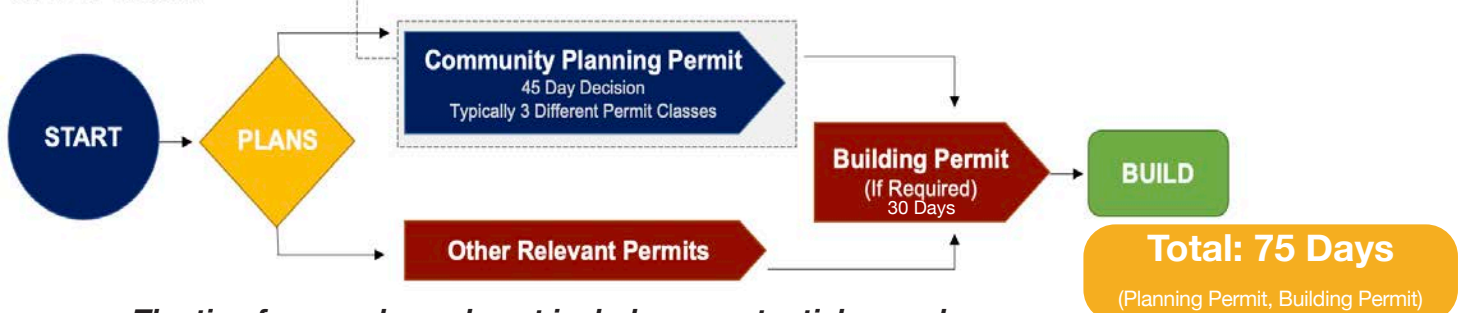 START
PLANS
Community Planning Permit
45 Day Decision
Typically 3 Different Permit Classes
Other Relevant Permits
Building Permit
(If Required)
30 Days
BUILD
Total: 75 Days
(Planning Permit, Building Permit)